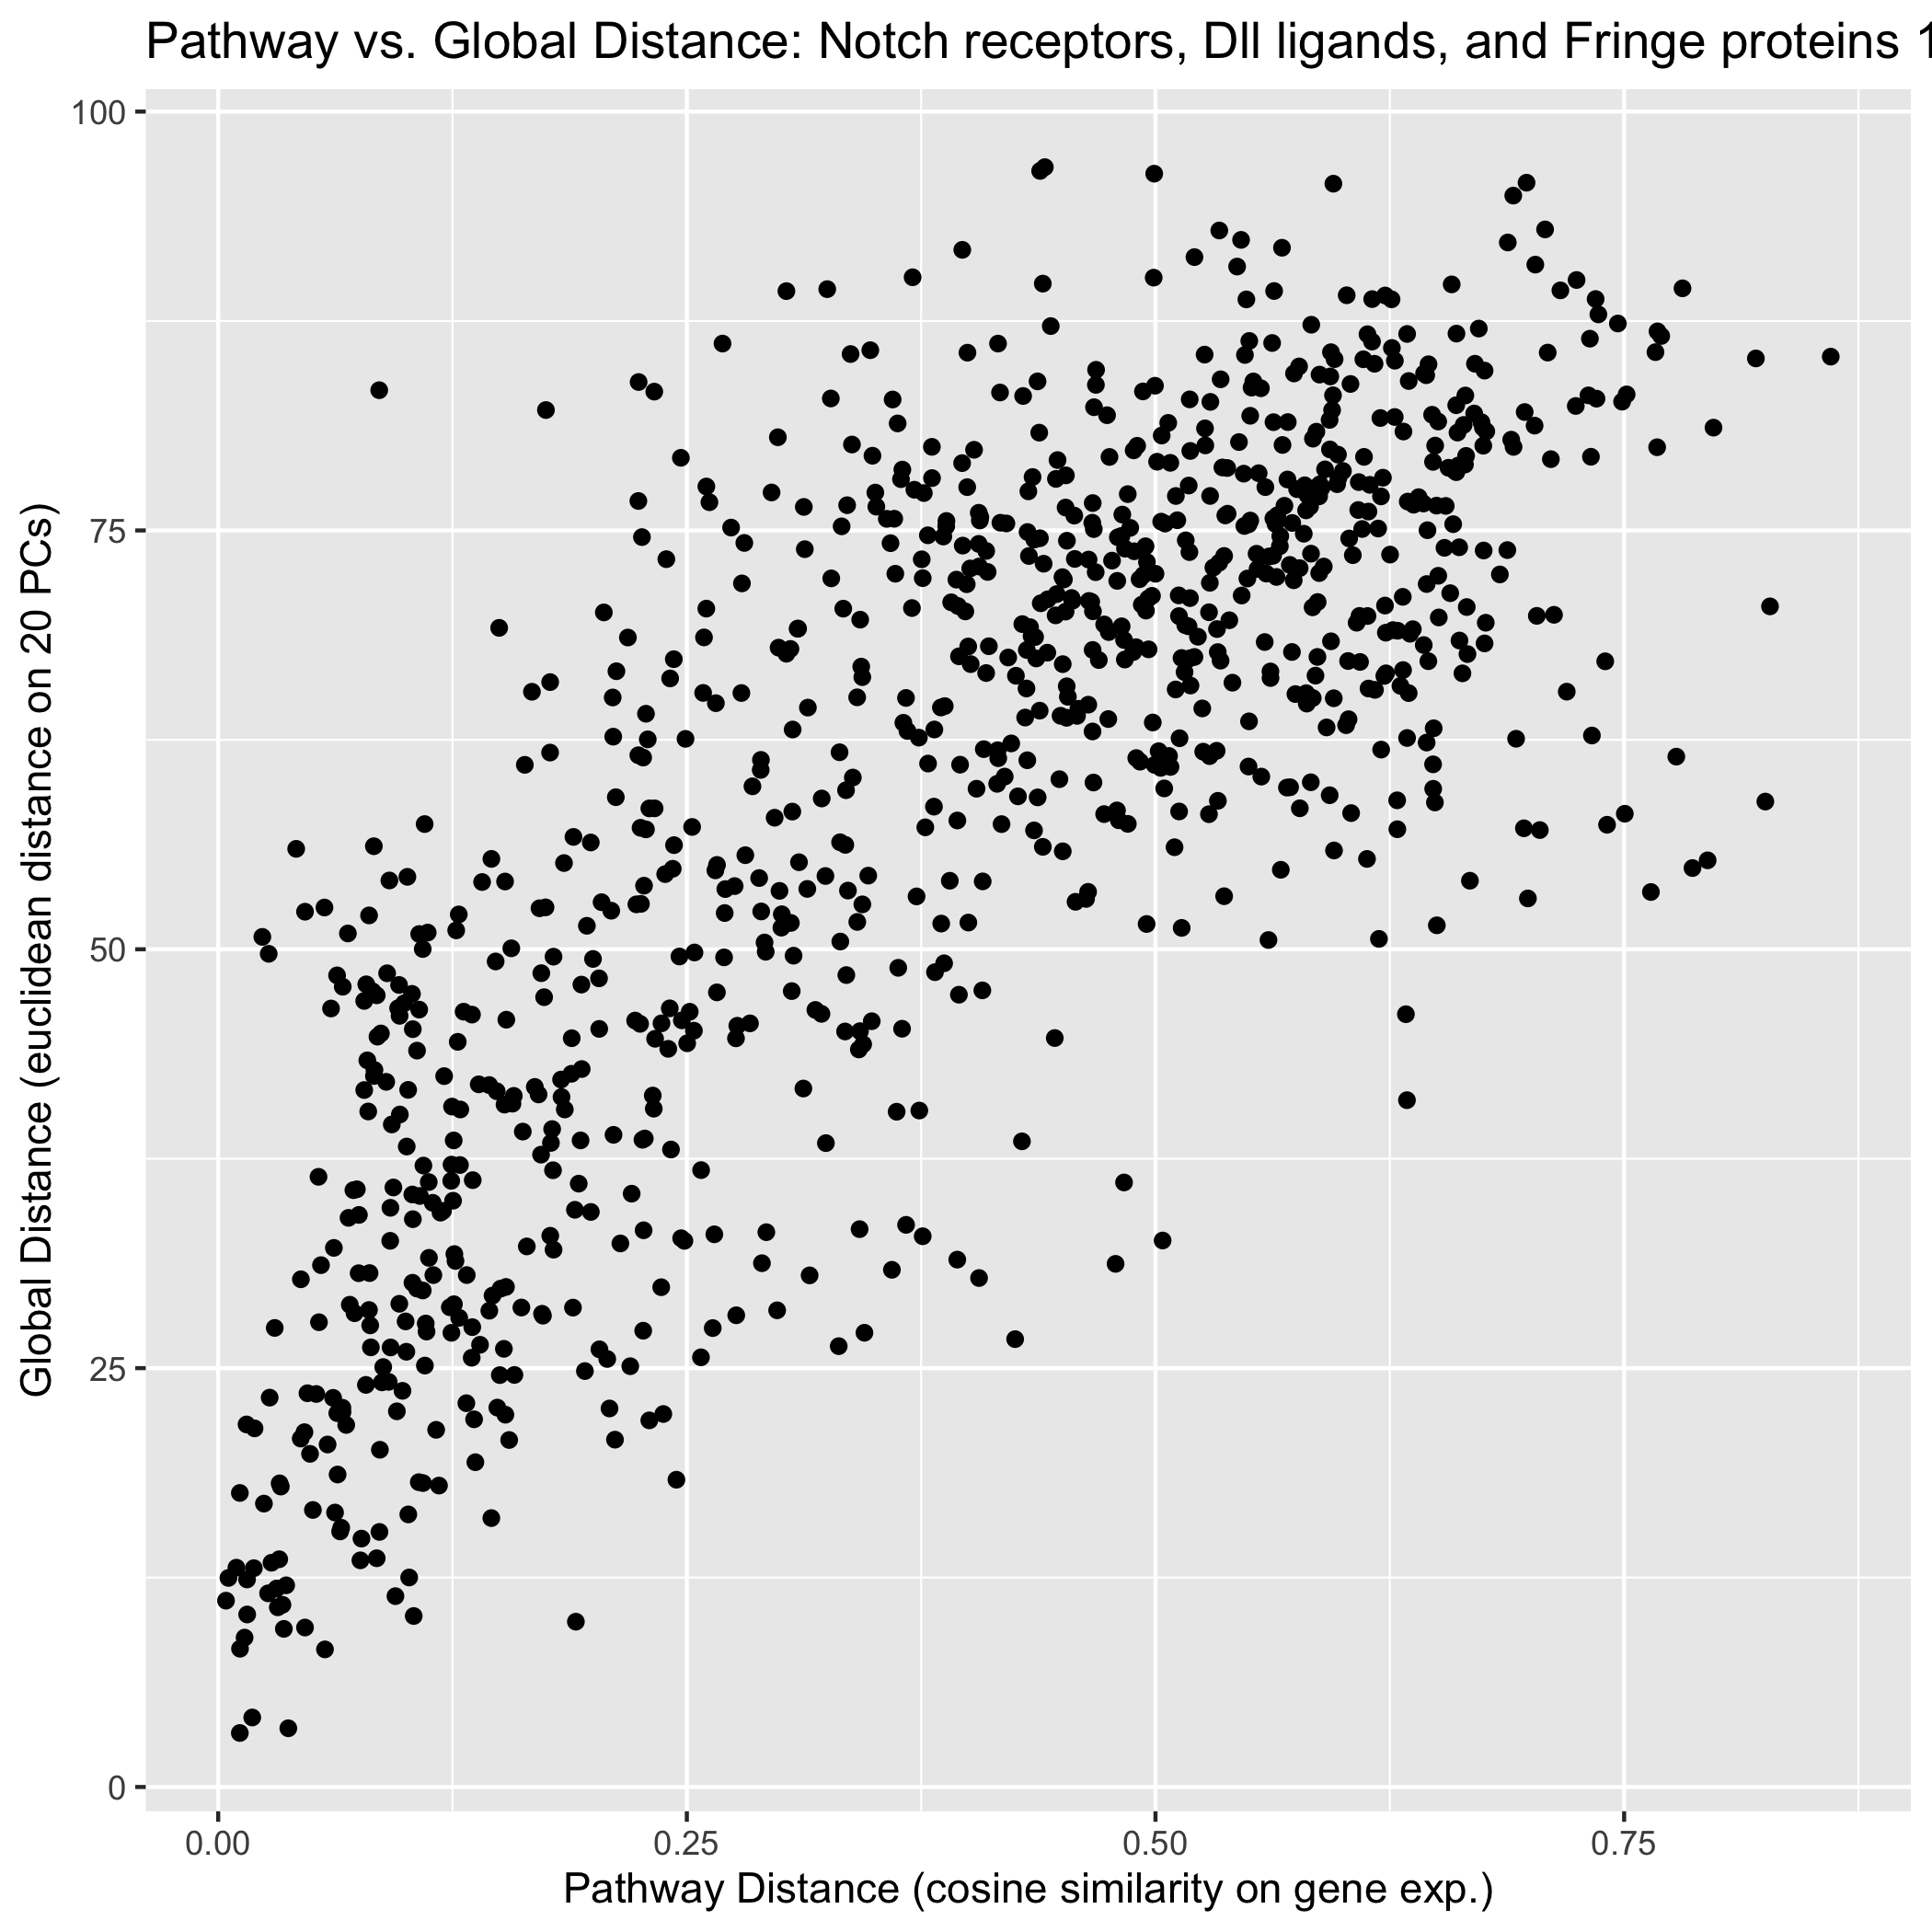 Pathway vs. Global Distance: Notch receptors, Dll ligands, and Fringe proteins 1
100
75
50
25
0
Global Distance (euclidean distance on 20 PCs)
0.00 0.25 0.50 0.75
Pathway Distance (cosine similarity on gene exp.)